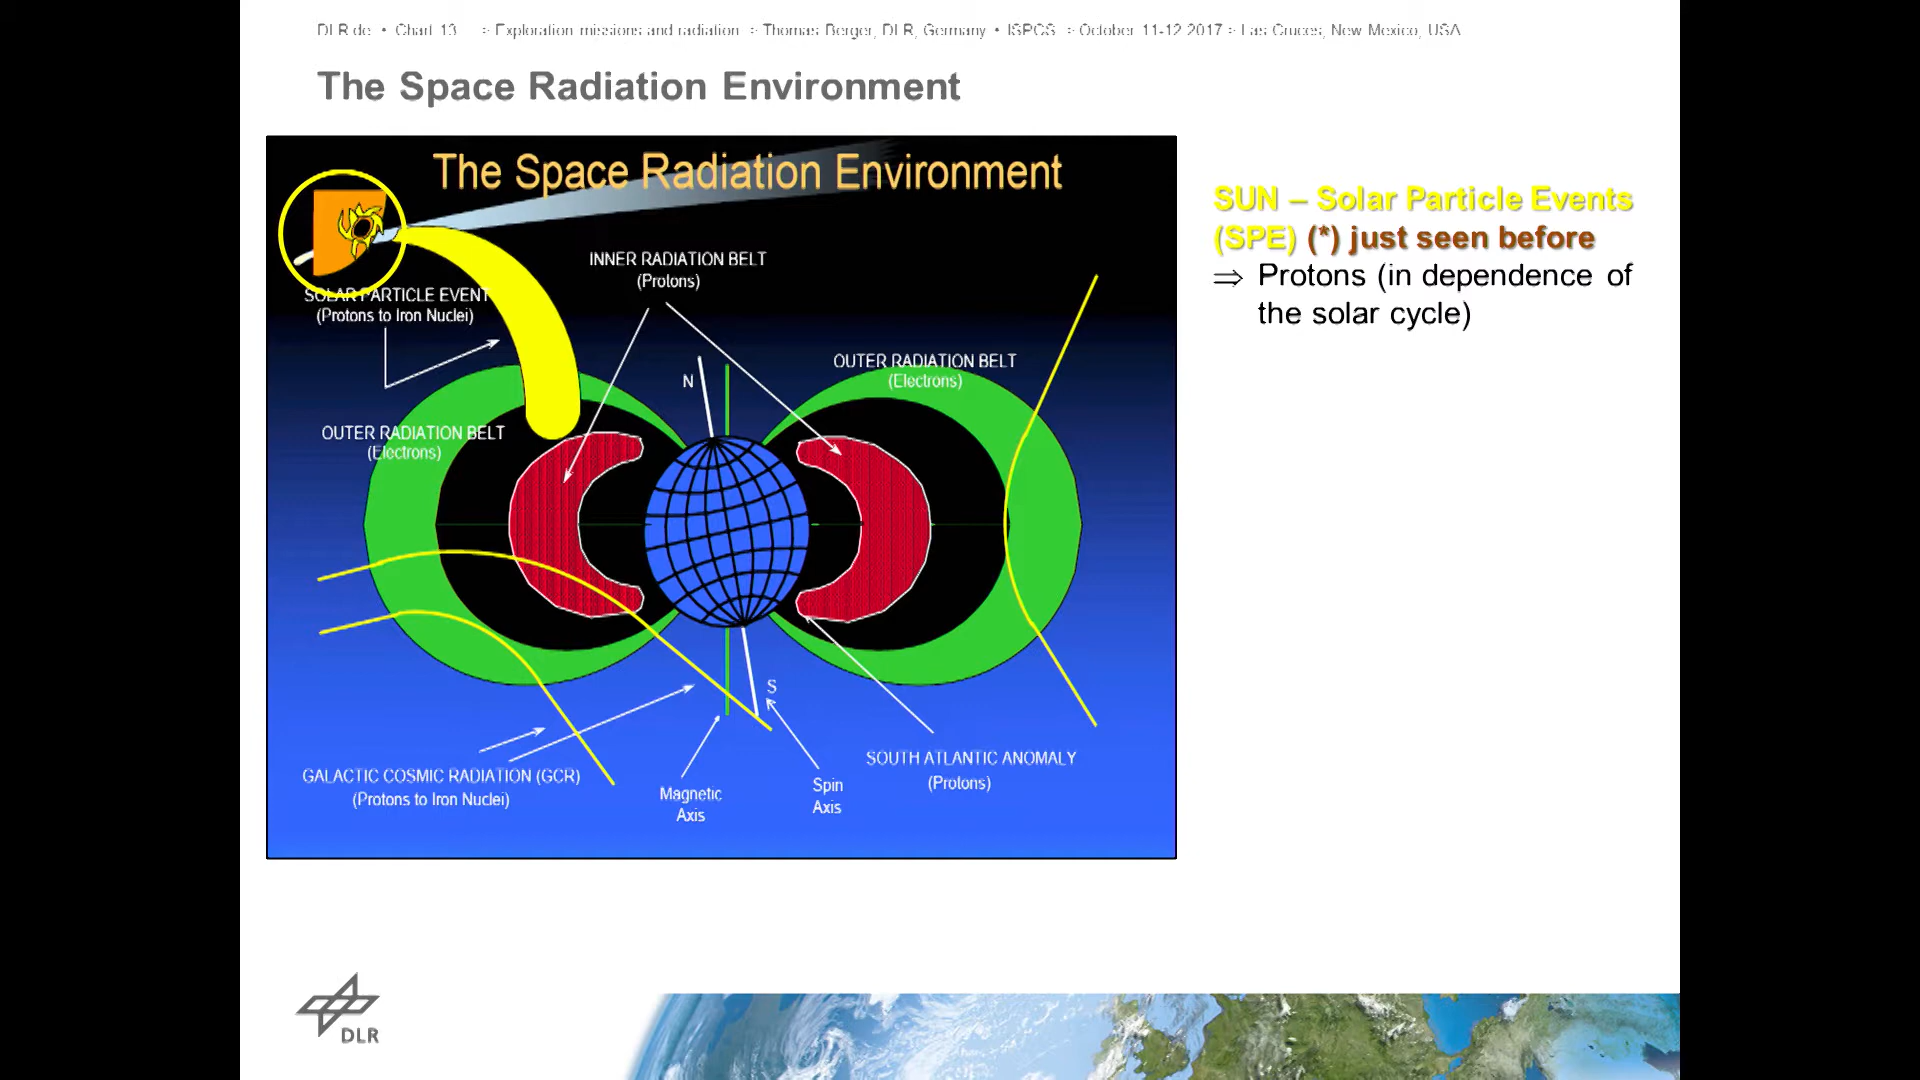 DLR.de • Chart 13 > Exploration missions and radiation > Thomas Berger, DLR, Germany • ISPCS > October 11-12 2017 > Las Cruces, New Mexico, USA
The Space Radiation Environment
The Space Radiation Environment
SOLAR PARTICLE EVENT
(Protons to Iron Nuclei)
INNER RADIATION BELT
(Protons)
N
OUTER RADIATION BELT
(Electrons)
OUTER RADIATION BELT
(Electrons)
S
GALACTIC COSMIC RADIATION (GCR)
(Protons to Iron Nuclei)
Magnetic
Axis
Spin
Axis
SOUTH ATLANTIC ANOMALY
(Protons)
SUN – Solar Particle Events
(SPE) (*) just seen before
⇒ Protons (in dependence of
the solar cycle)
DLR